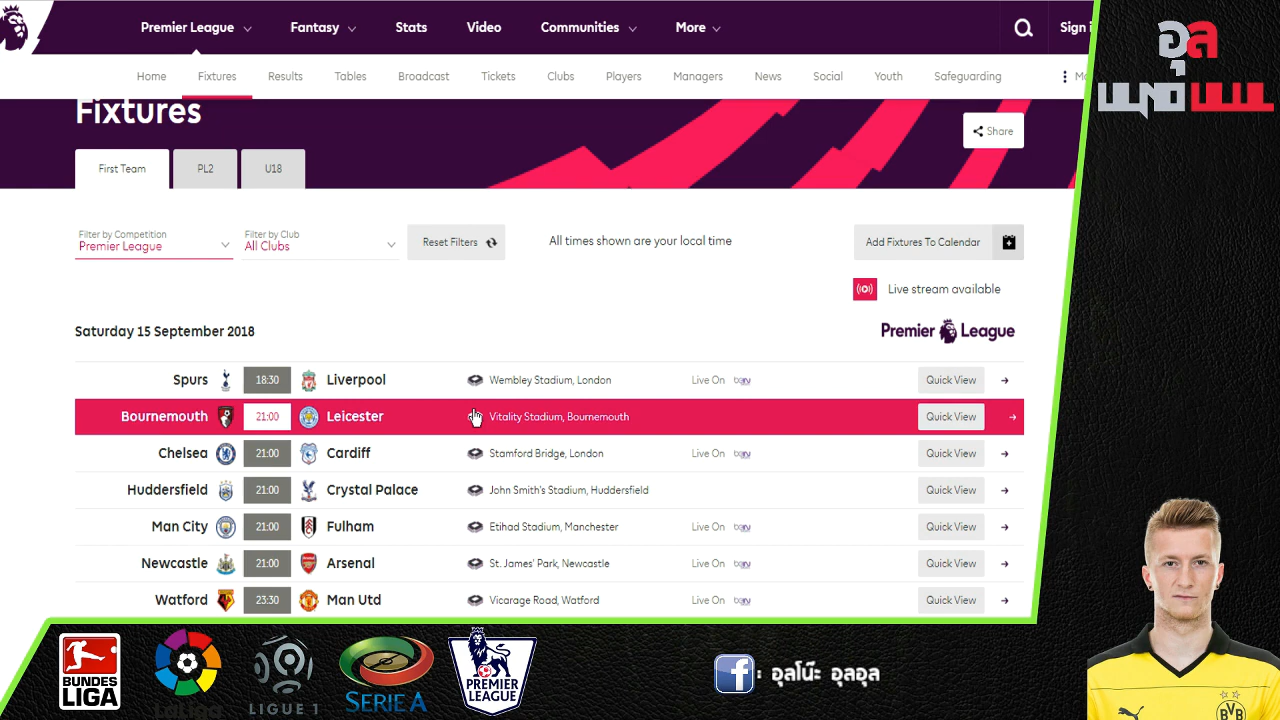 Premier League Fantasy Stats Video Communities More Sign i
Home Fixtures Results Tables Broadcast Tickets Clubs Players Managers News Social Youth Safeguarding
Fixtures
Share
First Team PL2 U18
Filter by Competition Filter by Club
Premier League All Clubs
Reset Filters
All times shown are your local time
Add Fixtures To Calendar
Live stream available
Saturday 15 September 2018
Premier League
Spurs 18:30 Liverpool Wembley Stadium, London Live On beIN Quick View
Bournemouth 21:00 Leicester Vitality Stadium, Bournemouth Quick View
Chelsea 21:00 Cardiff Stamford Bridge, London Live On beIN Quick View
Huddersfield 21:00 Crystal Palace John Smith's Stadium, Huddersfield Quick View
Man City 21:00 Fulham Etihad Stadium, Manchester Live On beIN Quick View
Newcastle 21:00 Arsenal St. James' Park, Newcastle Live On beIN Quick View
Watford 23:30 Man Utd Vicarage Road, Watford Live On beIN Quick View
BUNDES
LIGA
LaLiga
LIGUE 1
SERIE A
PREMIER
LEAGUE
f : อุลโน๊ะ อุลอุล
อุล
BVB
09